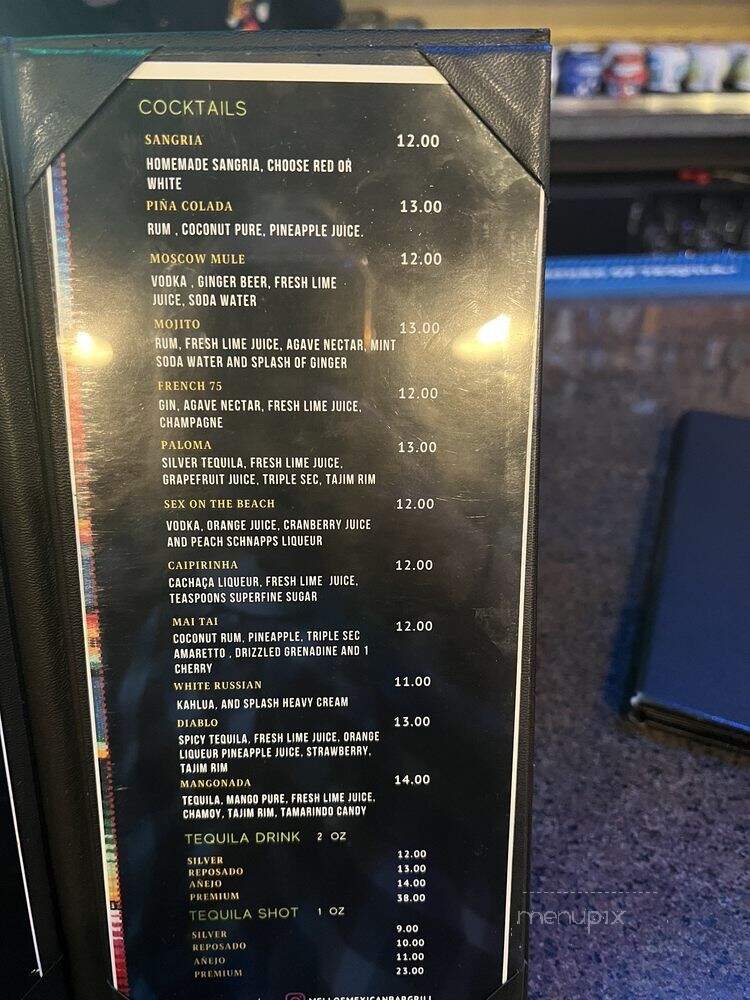 COCKTAILS
SANGRIA 12.00
HOMEMADE SANGRIA, CHOOSE RED OR
WHITE
PIÑA COLADA 13.00
RUM , COCONUT PURE, PINEAPPLE JUICE.
MOSCOW MULE 12.00
VODKA , GINGER BEER, FRESH LIME
JUICE, SODA WATER
MOJITO 13.00
RUM, FRESH LIME JUICE, AGAVE NECTAR, MINT
SODA WATER AND SPLASH OF GINGER
FRENCH 75 12.00
GIN, AGAVE NECTAR, FRESH LIME JUICE,
CHAMPAGNE
PALOMA 13.00
SILVER TEQUILA, FRESH LIME JUICE,
GRAPEFRUIT JUICE, TRIPLE SEC, TAJIM RIM
SEX ON THE BEACH 12.00
VODKA, ORANGE JUICE, CRANBERRY JUICE
AND PEACH SCHNAPPS LIQUEUR
CAIPIRINHA 12.00
CACHAÇA LIQUEUR, FRESH LIME JUICE,
TEASPOONS SUPERFINE SUGAR
MAI TAI 12.00
COCONUT RUM, PINEAPPLE, TRIPLE SEC
AMARETTO , DRIZZLED GRENADINE AND 1
CHERRY
WHITE RUSSIAN 11.00
KAHLUA, AND SPLASH HEAVY CREAM
DIABLO 13.00
SPICY TEQUILA, FRESH LIME JUICE, ORANGE
LIQUEUR PINEAPPLE JUICE, STRAWBERRY,
TAJIM RIM
MANGONADA 14.00
TEQUILA, MANGO PURE, FRESH LIME JUICE,
CHAMOY, TAJIM RIM, TAMARINDO CANDY
TEQUILA DRINK 2 OZ
SILVER 12.00
REPOSADO 13.00
AÑEJO 14.00
PREMIUM 38.00
TEQUILA SHOT 1 OZ
SILVER 9.00
REPOSADO 10.00
AÑEJO 11.00
PREMIUM 23.00
menupix